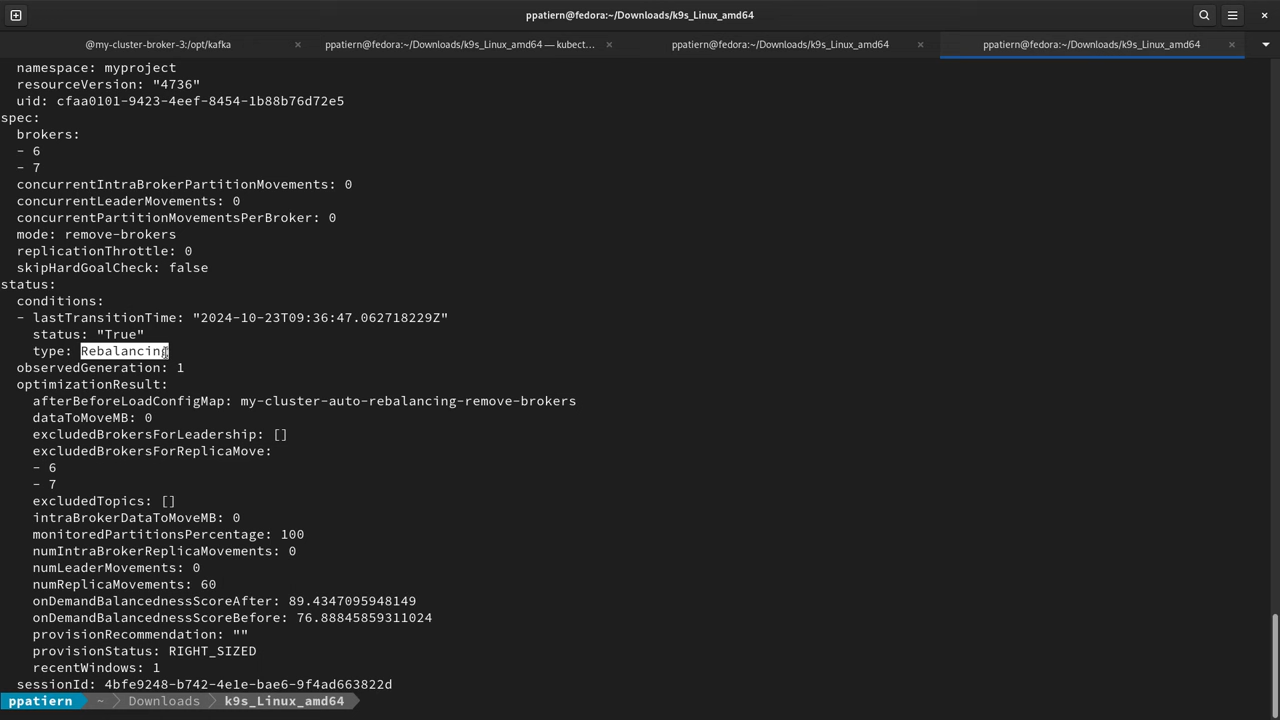 ppatiern@fedora:~/Downloads/k9s_Linux_amd64
@my-cluster-broker-3:/opt/kafka
ppatiern@fedora:~/Downloads/k9s_Linux_amd64 — kubect...
ppatiern@fedora:~/Downloads/k9s_Linux_amd64
ppatiern@fedora:~/Downloads/k9s_Linux_amd64
  namespace: myproject
  resourceVersion: "4736"
  uid: cfaa0101-9423-4eef-8454-1b88b76d72e5
spec:
  brokers:
  - 6
  - 7
  concurrentIntraBrokerPartitionMovements: 0
  concurrentLeaderMovements: 0
  concurrentPartitionMovementsPerBroker: 0
  mode: remove-brokers
  replicationThrottle: 0
  skipHardGoalCheck: false
status:
  conditions:
  - lastTransitionTime: "2024-10-23T09:36:47.062718229Z"
    status: "True"
    type: Rebalancing
  observedGeneration: 1
  optimizationResult:
    afterBeforeLoadConfigMap: my-cluster-auto-rebalancing-remove-brokers
    dataToMoveMB: 0
    excludedBrokersForLeadership: []
    excludedBrokersForReplicaMove:
    - 6
    - 7
    excludedTopics: []
    intraBrokerDataToMoveMB: 0
    monitoredPartitionsPercentage: 100
    numIntraBrokerReplicaMovements: 0
    numLeaderMovements: 0
    numReplicaMovements: 60
    onDemandBalancednessScoreAfter: 89.4347095948149
    onDemandBalancednessScoreBefore: 76.88845859311024
    provisionRecommendation: ""
    provisionStatus: RIGHT_SIZED
    recentWindows: 1
  sessionId: 4bfe9248-b742-4e1e-bae6-9f4ad663822d
ppatiern ~ Downloads k9s_Linux_amd64